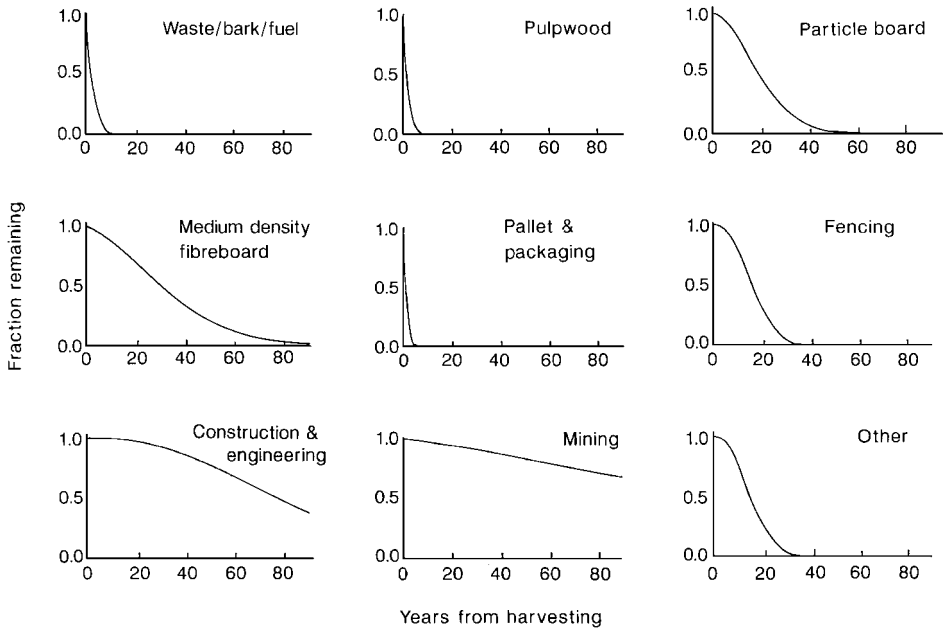 Fraction remaining
Waste/bark/fuel
1.0
0.5
0.0
0 20 40 60 80
Pulpwood
1.0
0.5
0.0
0 20 40 60 80
Particle board
1.0
0.5
0.0
0 20 40 60 80
Medium density
fibreboard
1.0
0.5
0.0
0 20 40 60 80
Pallet &
packaging
1.0
0.5
0.0
0 20 40 60 80
Fencing
1.0
0.5
0.0
0 20 40 60 80
Construction &
engineering
1.0
0.5
0.0
0 20 40 60 80
Mining
1.0
0.5
0.0
0 20 40 60 80
Other
1.0
0.5
0.0
0 20 40 60 80
Years from harvesting